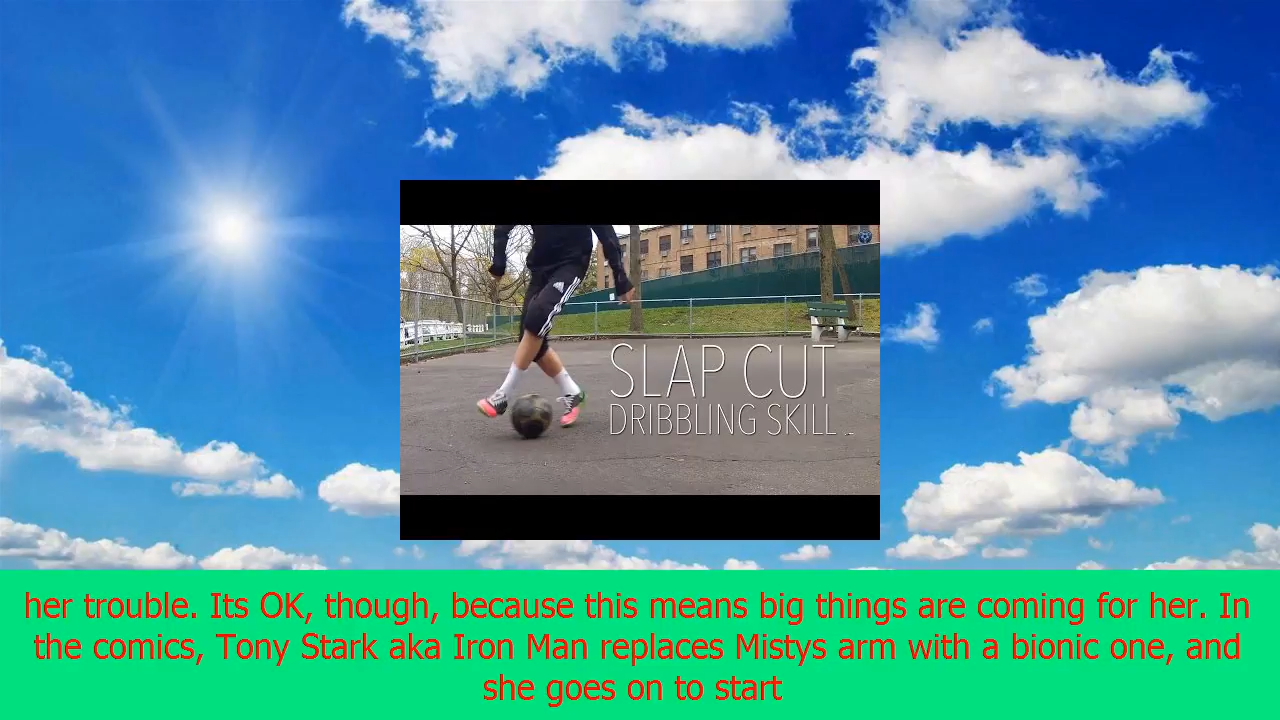 SLAP CUT
DRIBBLING SKILL
her trouble. Its OK, though, because this means big things are coming for her. In
the comics, Tony Stark aka Iron Man replaces Mistys arm with a bionic one, and
she goes on to start